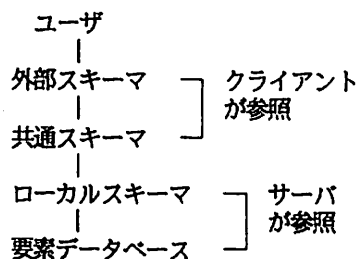 ユーザ
外部スキーマ
クライアント
が参照
共通スキーマ
ローカルスキーマ
サーバ
が参照
要素データベース